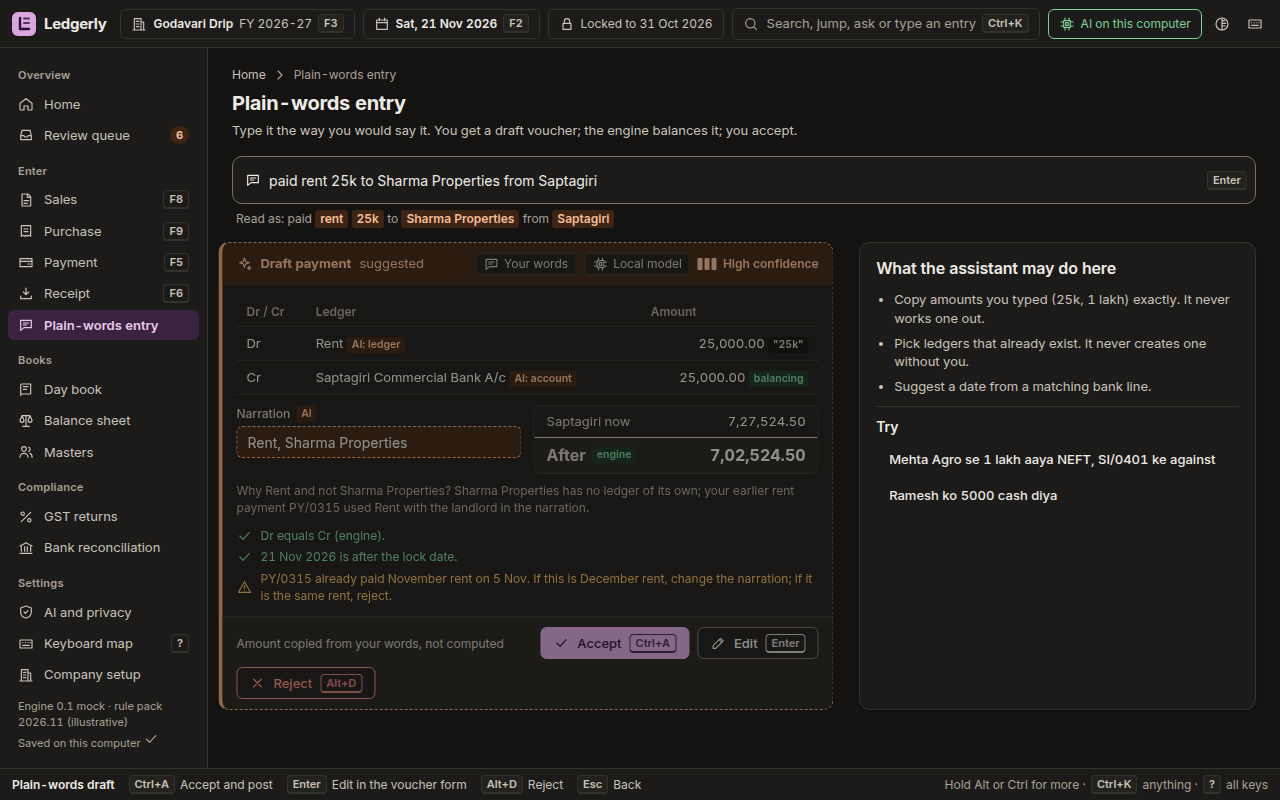 Ledgerly
Godavari Drip FY 2026-27 F3
Sat, 21 Nov 2026 F2
Locked to 31 Oct 2026
Search, jump, ask or type an entry Ctrl+K
AI on this computer
Overview
Home
Review queue 6
Enter
Sales F8
Purchase F9
Payment F5
Receipt F6
Plain-words entry
Books
Day book
Balance sheet
Masters
Compliance
GST returns
Bank reconciliation
Settings
AI and privacy
Keyboard map ?
Company setup
Engine 0.1 mock · rule pack
2026.11 (illustrative)
Saved on this computer
Home > Plain-words entry
Plain-words entry
Type it the way you would say it. You get a draft voucher; the engine balances it; you accept.
paid rent 25k to Sharma Properties from Saptagiri Enter
Read as: paid rent 25k to Sharma Properties from Saptagiri
Draft payment suggested Your words Local model High confidence
Dr / Cr Ledger Amount
Dr Rent AI: ledger 25,000.00 "25k"
Cr Saptagiri Commercial Bank A/c AI: account 25,000.00 balancing
Narration AI
Rent, Sharma Properties
Saptagiri now 7,27,524.50
After engine 7,02,524.50
Why Rent and not Sharma Properties? Sharma Properties has no ledger of its own; your earlier rent
payment PY/0315 used Rent with the landlord in the narration.
Dr equals Cr (engine).
21 Nov 2026 is after the lock date.
PY/0315 already paid November rent on 5 Nov. If this is December rent, change the narration; if it
is the same rent, reject.
Amount copied from your words, not computed
Accept Ctrl+A
Edit Enter
Reject Alt+D
What the assistant may do here
• Copy amounts you typed (25k, 1 lakh) exactly. It never
works one out.
• Pick ledgers that already exist. It never creates one
without you.
• Suggest a date from a matching bank line.
Try
Mehta Agro se 1 lakh aaya NEFT, SI/0401 ke against
Ramesh ko 5000 cash diya
Plain-words draft Ctrl+A Accept and post Enter Edit in the voucher form Alt+D Reject Esc Back
Hold Alt or Ctrl for more · Ctrl+K anything · ? all keys